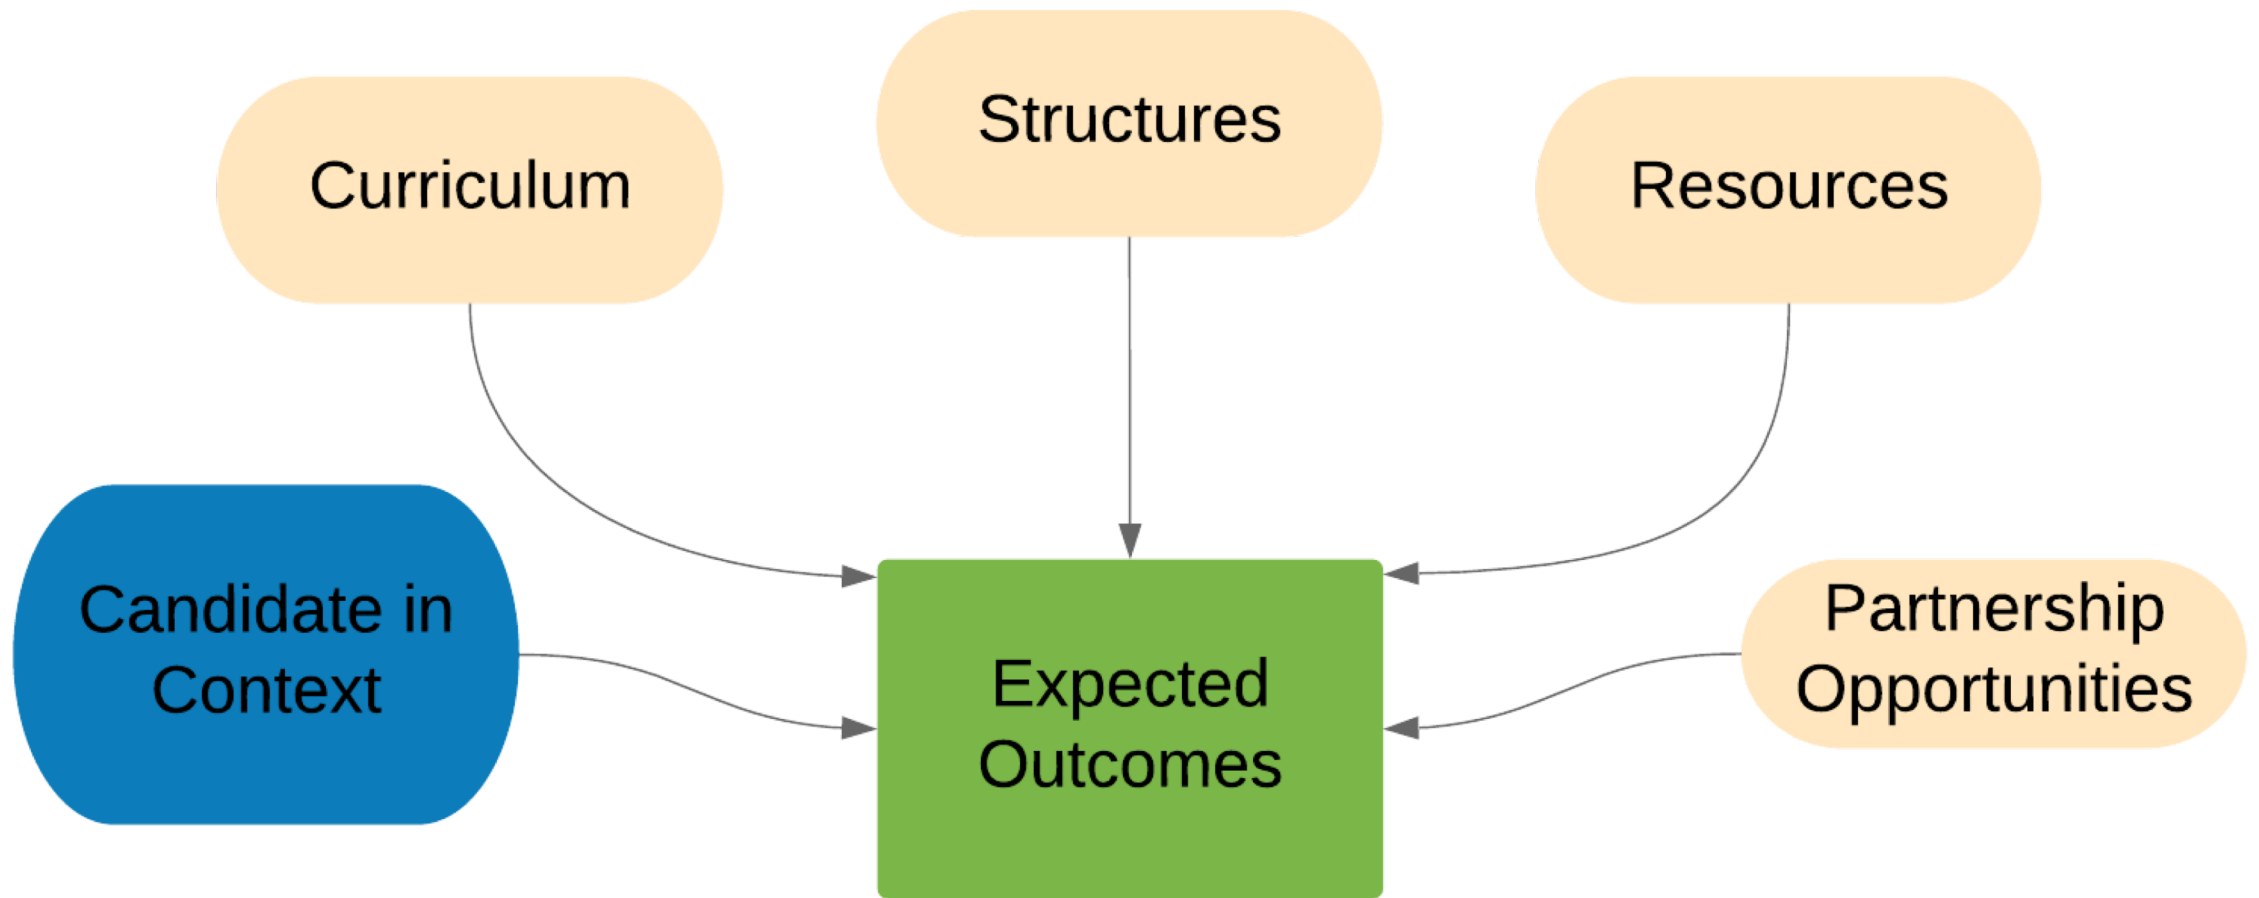 Structures
Curriculum
Resources
Candidate in
Context
Expected
Outcomes
Partnership
Opportunities